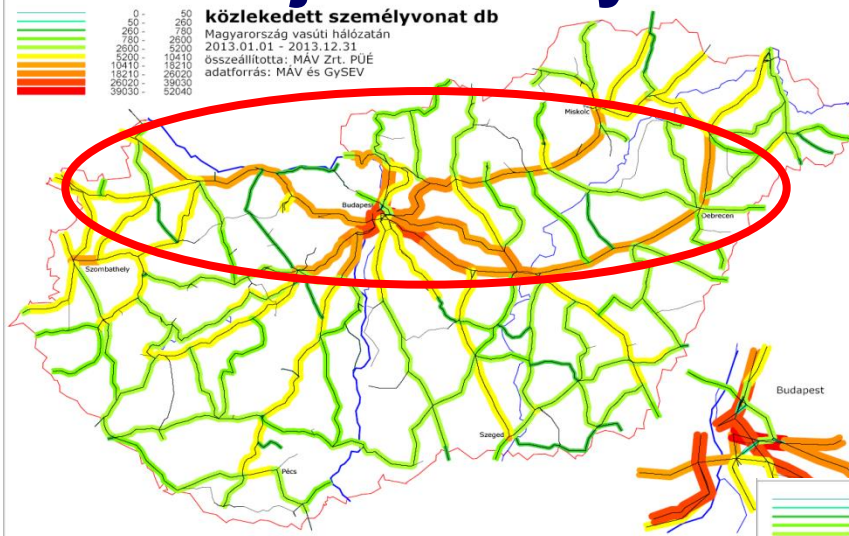 közlekedett személyvonat db
Magyarország vasúti hálózatán
2013.01.01 - 2013.12.31
összeállította: MÁV Zrt. PÜÉ
adatforrás: MÁV és GySEV
0 - 50
50 - 260
260 - 780
780 - 2600
2600 - 5200
5200 - 10410
10410 - 18210
18210 - 26020
26020 - 39030
39030 - 52040
Miskolc
Budapest
Debrecen
Szombathely
Szeged
Pécs
Budapest